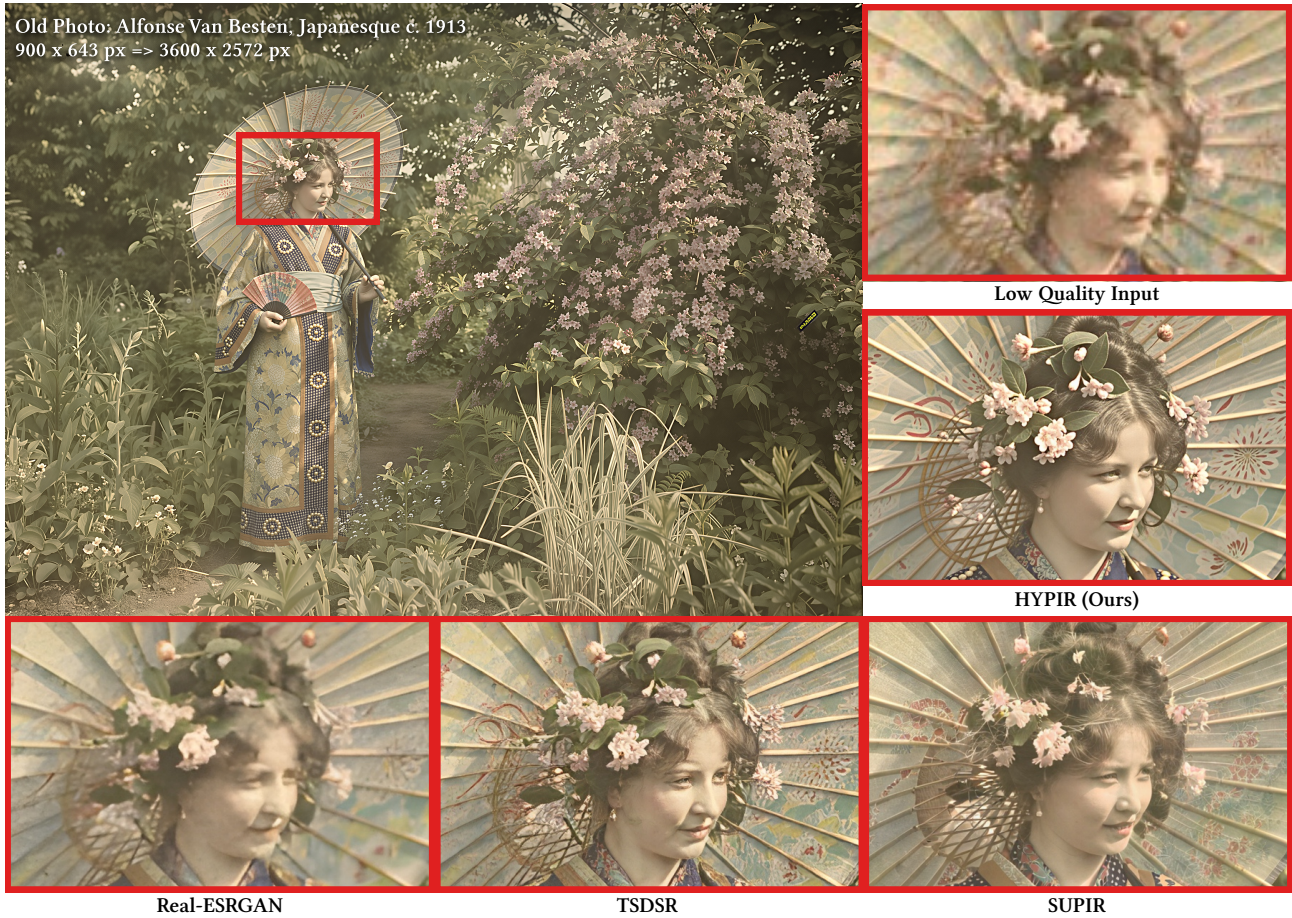 Old Photo: Alfonse Van Besten, Japanesque c. 1913
900 x 643 px => 3600 x 2572 px
Low Quality Input
HYPIR (Ours)
Real-ESRGAN
TSDSR
SUPIR